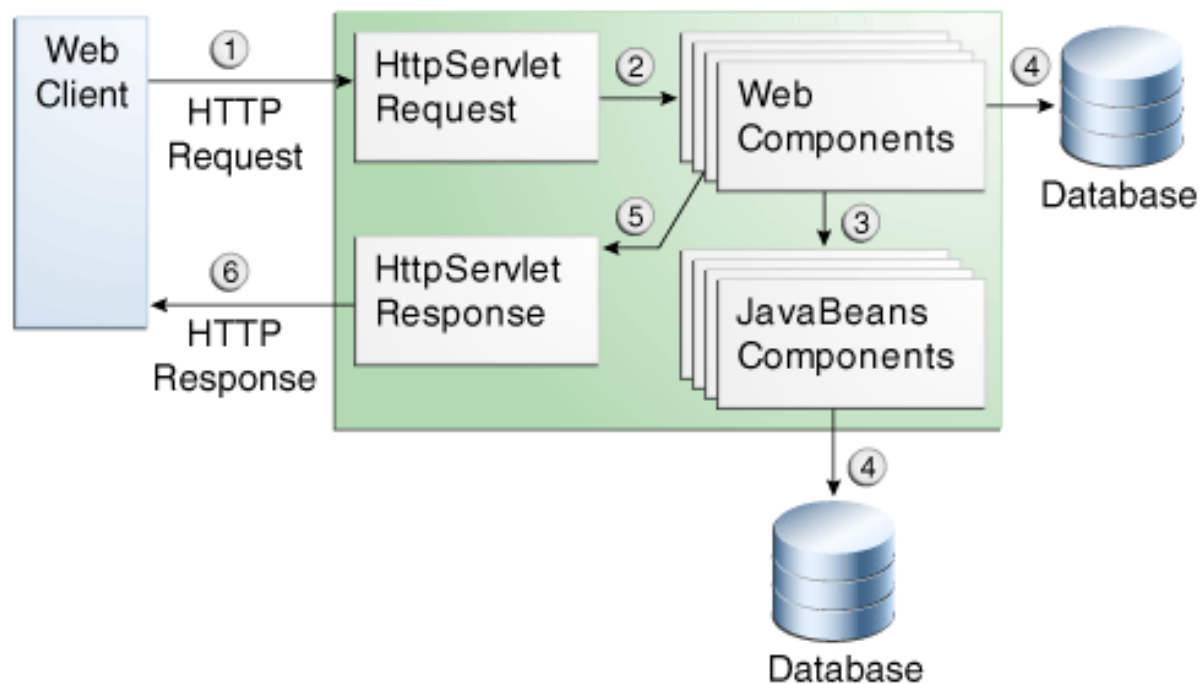 Web
Client
1
HTTP
Request
HttpServlet
Request
2
Web
Components
4
Database
5
3
HttpServlet
Response
6
HTTP
Response
JavaBeans
Components
4
Database